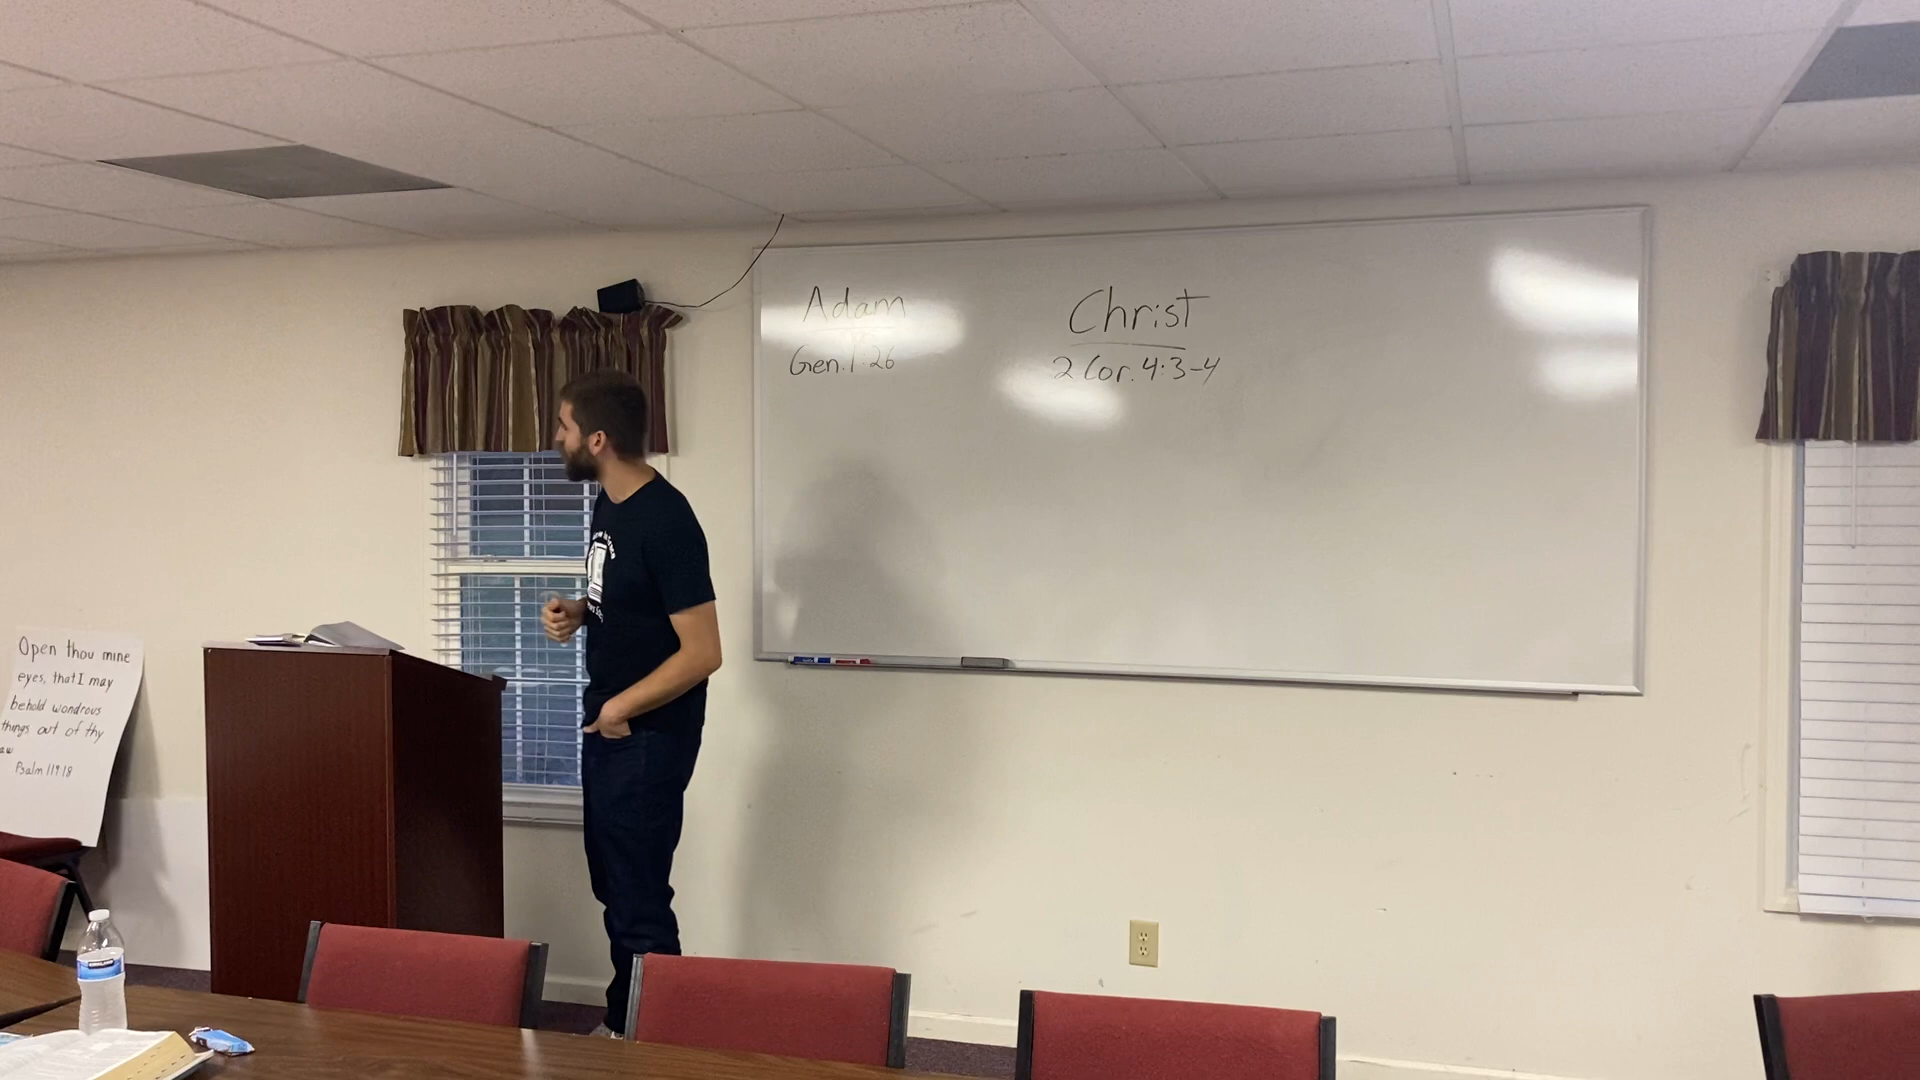 Adam
Gen. 1:26
Christ
2 Cor. 4:3-4
Open thou mine
eyes, that I may
behold wondrous
things out of thy
aw
Psalm 119:18